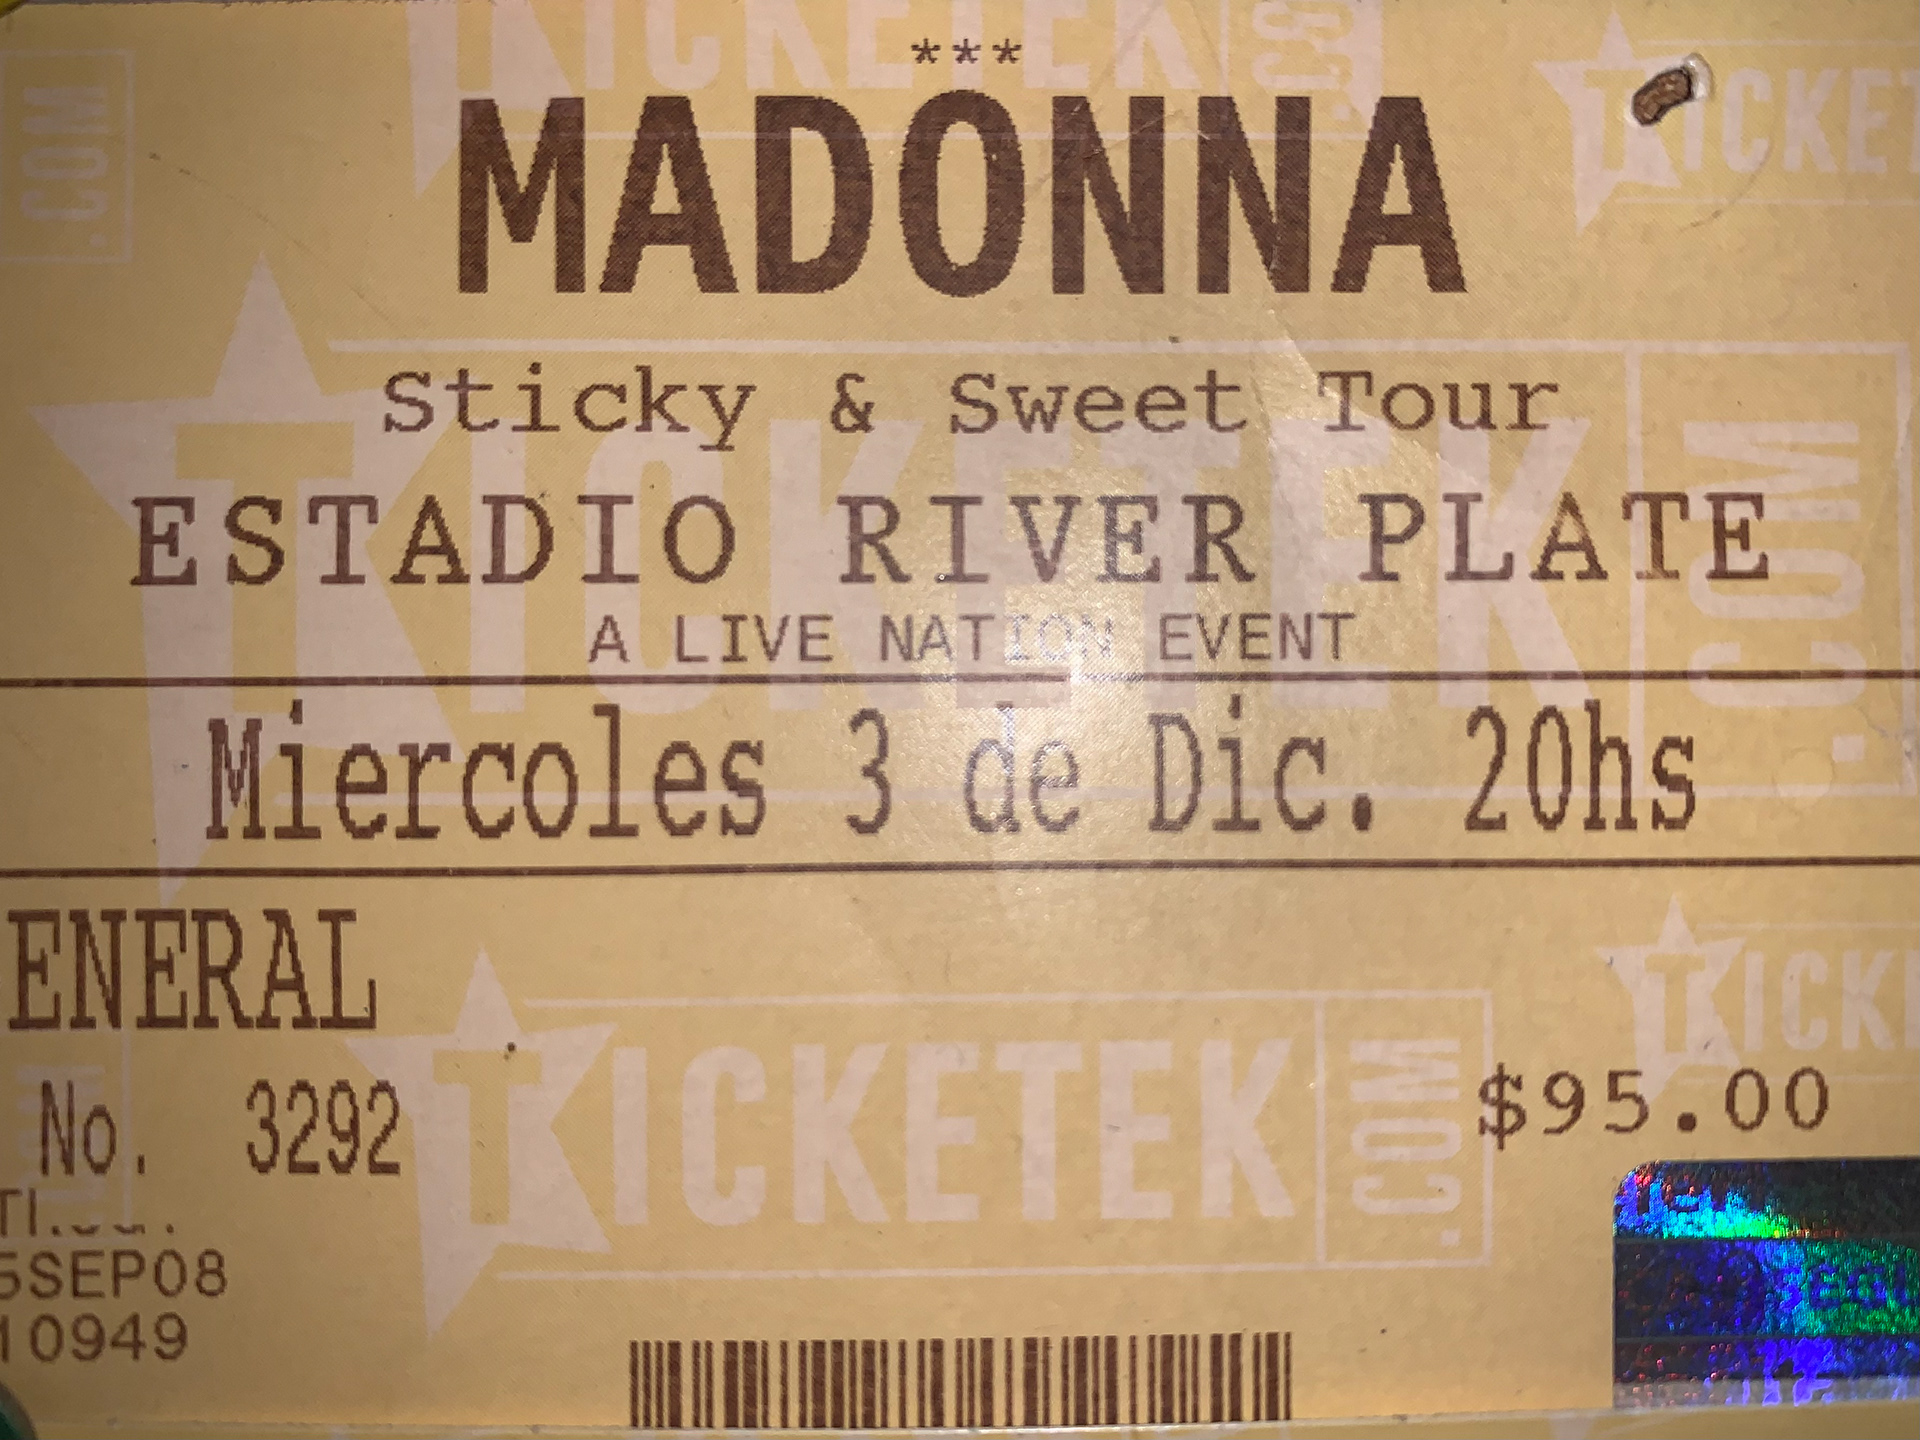 ***
MADONNA
Sticky & Sweet Tour
ESTADIO RIVER PLATE
A LIVE NATION EVENT
Miercoles 3 de Dic. 20hs
ENERAL
No. 3292
$95.00
5SEP08
10949
TICKETEK.COM